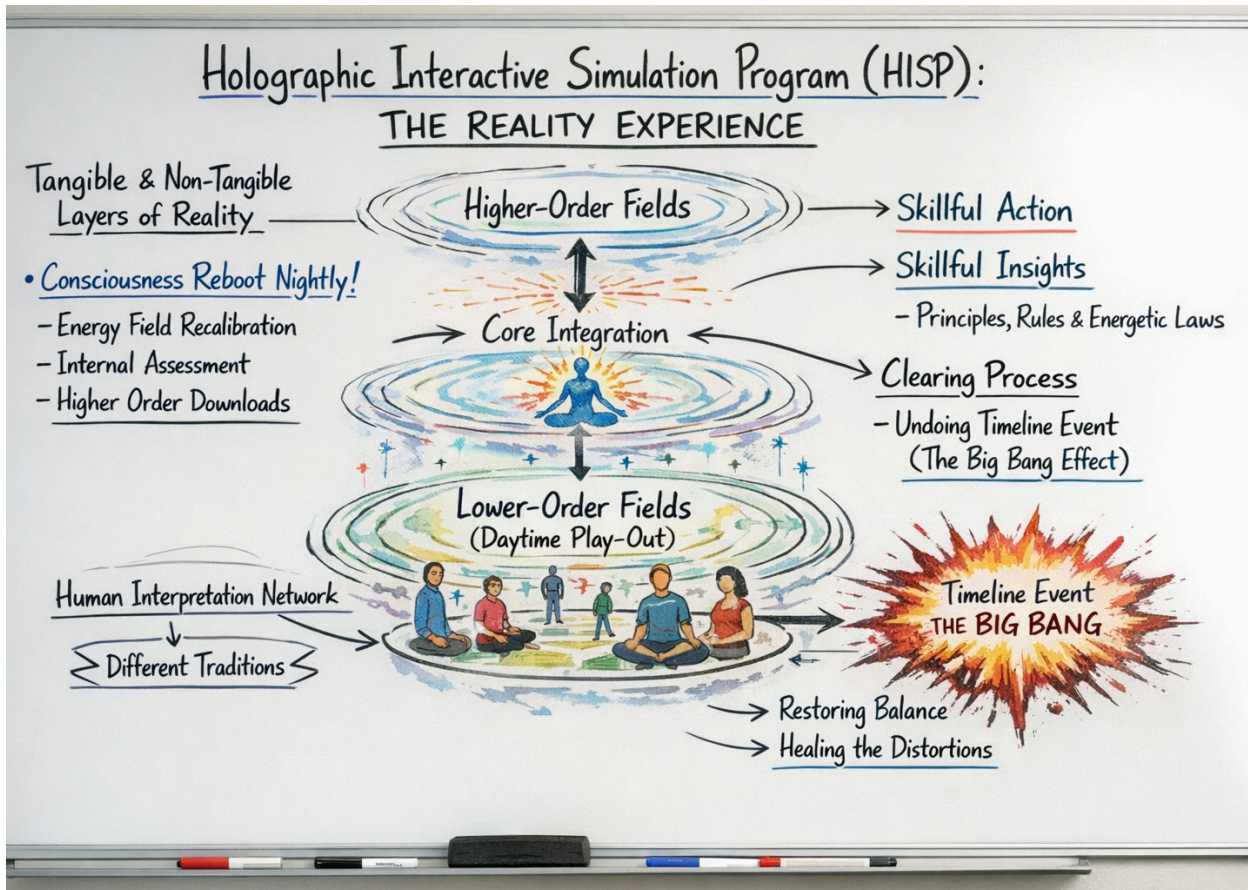 Holographic Interactive Simulation Program (HISP):
THE REALITY EXPERIENCE
Tangible & Non-Tangible
Layers of Reality
• Consciousness Reboot Nightly!
– Energy Field Recalibration
– Internal Assessment
– Higher Order Downloads
Human Interpretation Network
Different Traditions
Higher-Order Fields
Core Integration
Lower-Order Fields
(Daytime Play-Out)
Skillful Action
Skillful Insights
– Principles, Rules & Energetic Laws
Clearing Process
– Undoing Timeline Event
(The Big Bang Effect)
Timeline Event
THE BIG BANG
Restoring Balance
Healing the Distortions